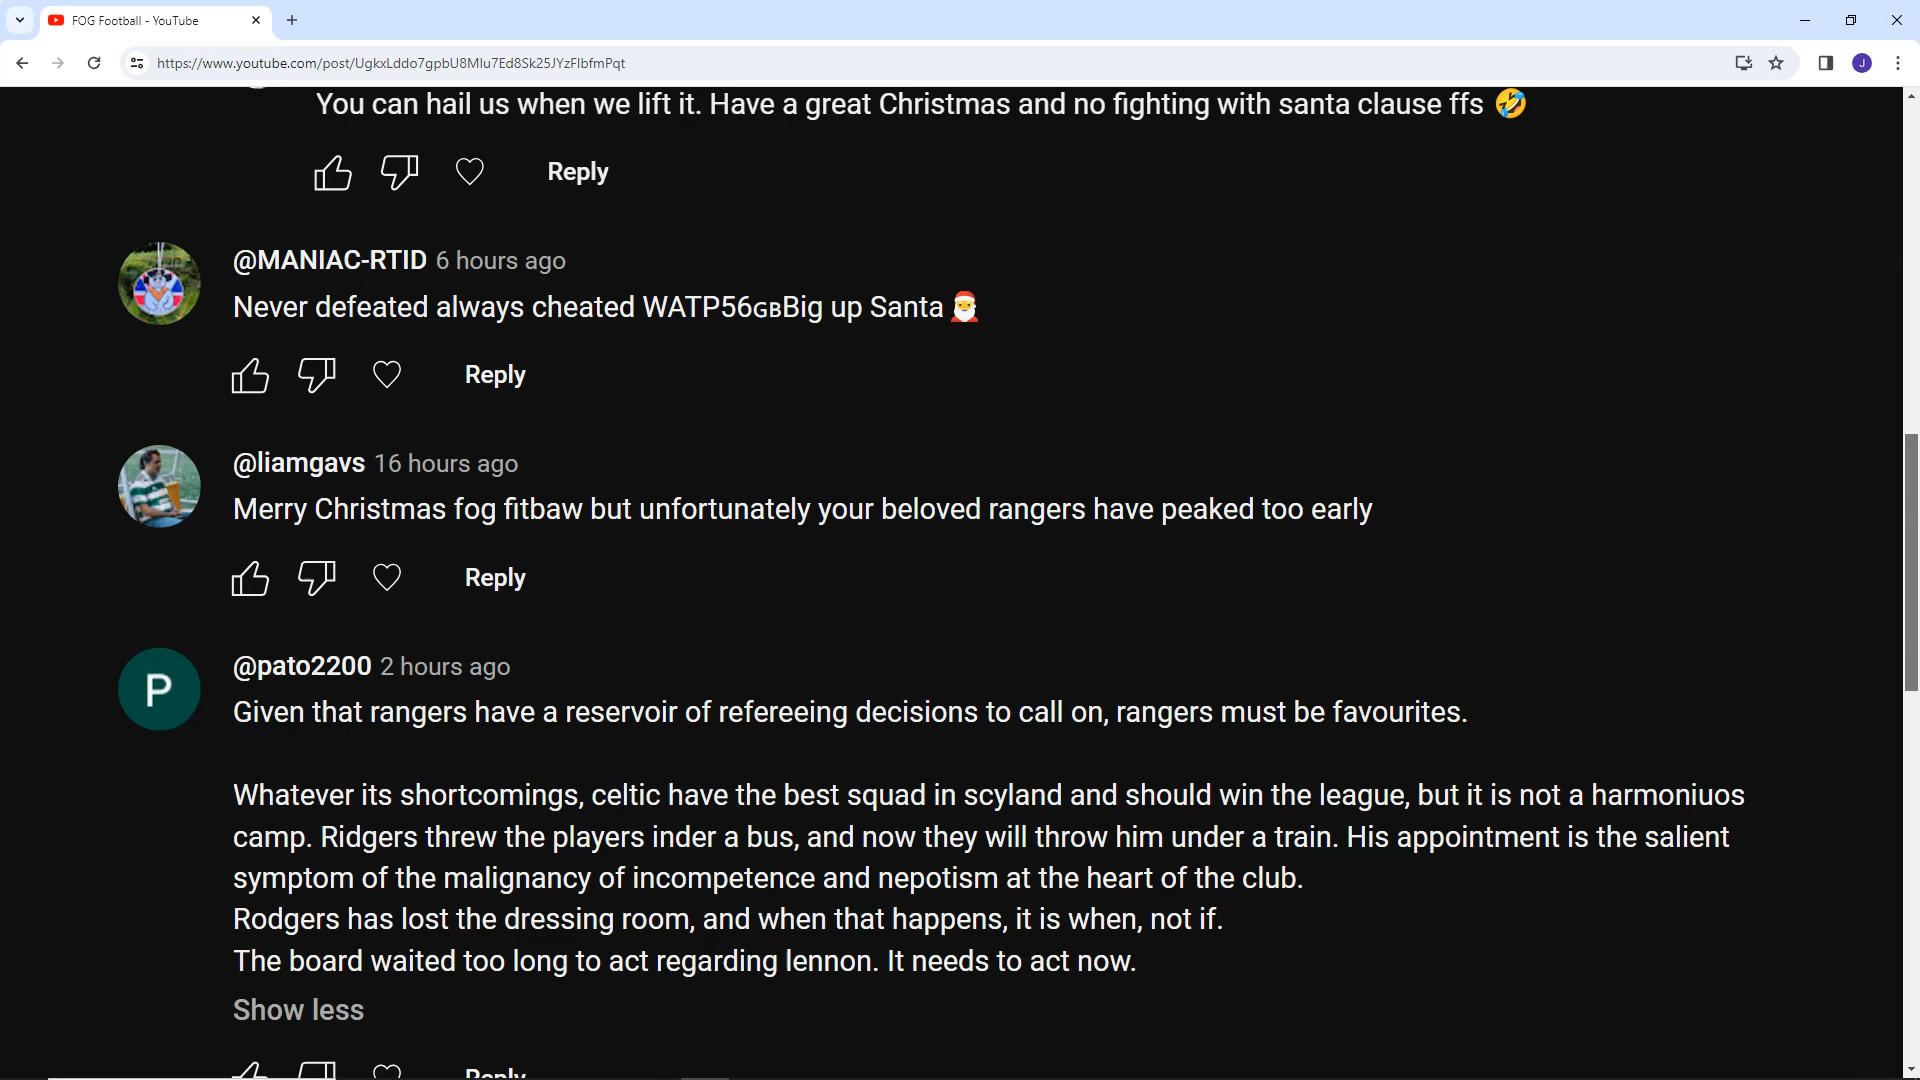 FOG Football - YouTube
https://www.youtube.com/post/UgkxLddo7gpbU8MIu7Ed8Sk25JYzFlbfmPqt
J
You can hail us when we lift it. Have a great Christmas and no fighting with santa clause ffs 🤣
Reply
@MANIAC-RTID 6 hours ago
Never defeated always cheated WATP56ɢʙBig up Santa 🎅
Reply
@liamgavs 16 hours ago
Merry Christmas fog fitbaw but unfortunately your beloved rangers have peaked too early
Reply
P
@pato2200 2 hours ago
Given that rangers have a reservoir of refereeing decisions to call on, rangers must be favourites.
Whatever its shortcomings, celtic have the best squad in scyland and should win the league, but it is not a harmoniuos
camp. Ridgers threw the players inder a bus, and now they will throw him under a train. His appointment is the salient
symptom of the malignancy of incompetence and nepotism at the heart of the club.
Rodgers has lost the dressing room, and when that happens, it is when, not if.
The board waited too long to act regarding lennon. It needs to act now.
Show less
Reply